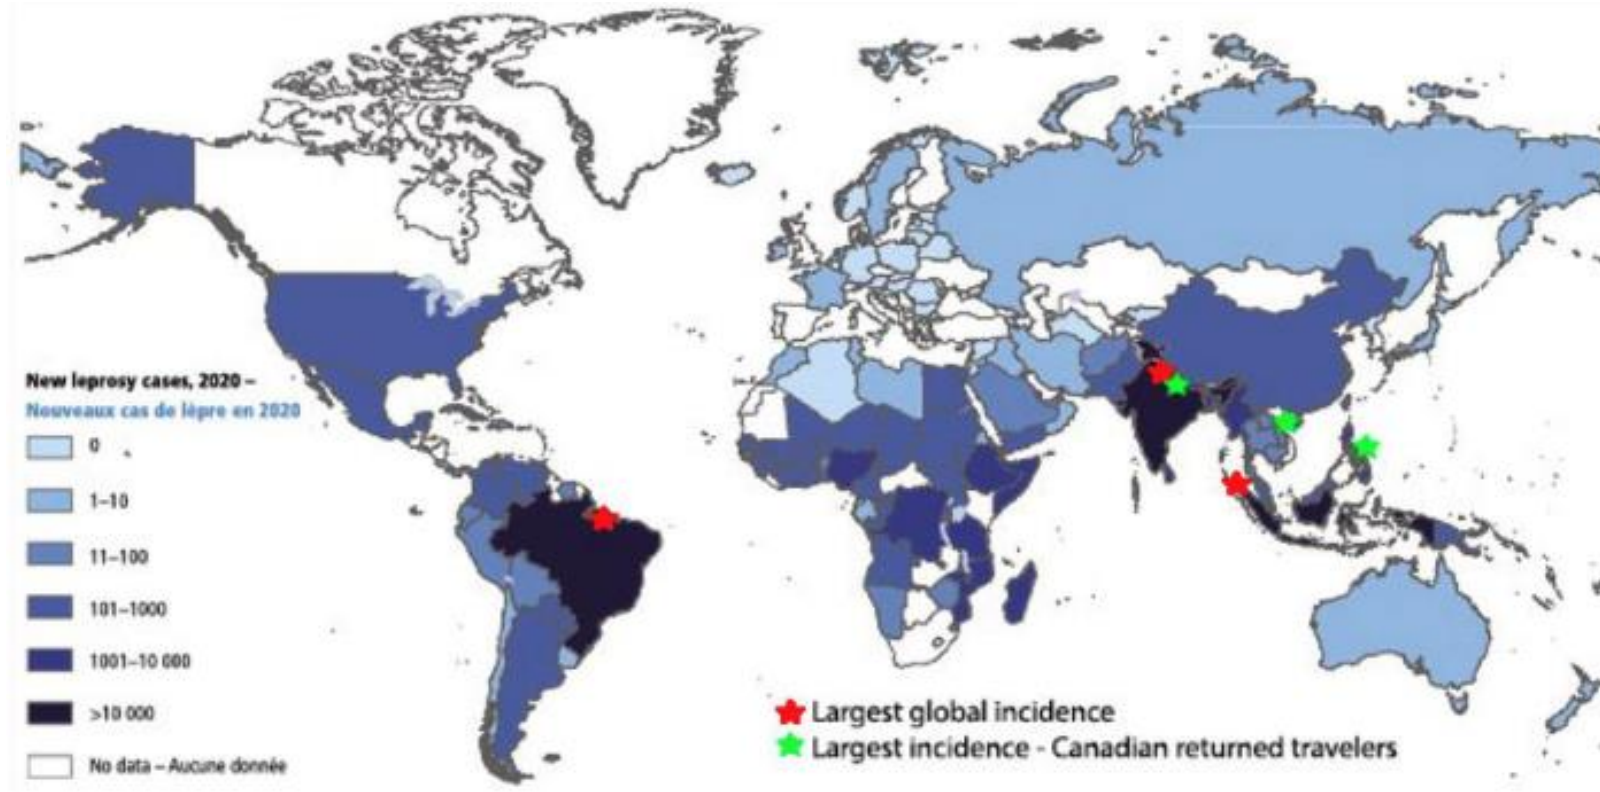 New leprosy cases, 2020 –
Nouveaux cas de lèpre en 2020
0
1–10
11–100
101–1000
1001–10 000
>10 000
No data – Aucune donnée
Largest global incidence
Largest incidence - Canadian returned travelers